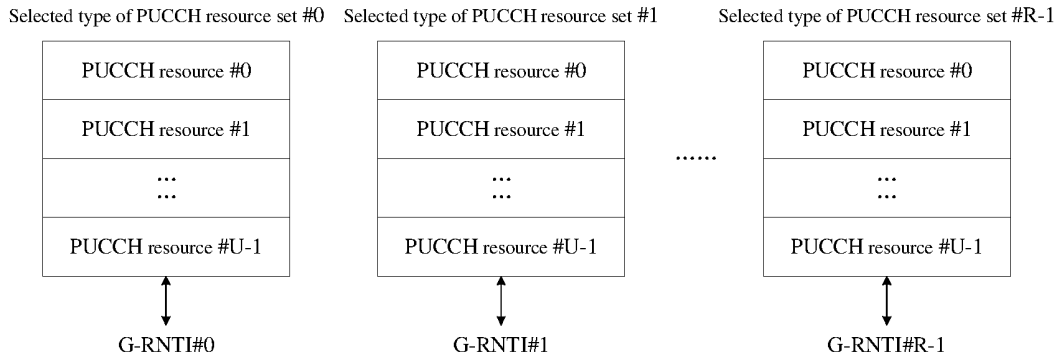 Selected type of PUCCH resource set #0
PUCCH resource #0
PUCCH resource #1
...
...
PUCCH resource #U-1
G-RNTI#0
Selected type of PUCCH resource set #1
PUCCH resource #0
PUCCH resource #1
...
...
PUCCH resource #U-1
G-RNTI#1
......
Selected type of PUCCH resource set #R-1
PUCCH resource #0
PUCCH resource #1
...
...
PUCCH resource #U-1
G-RNTI#R-1